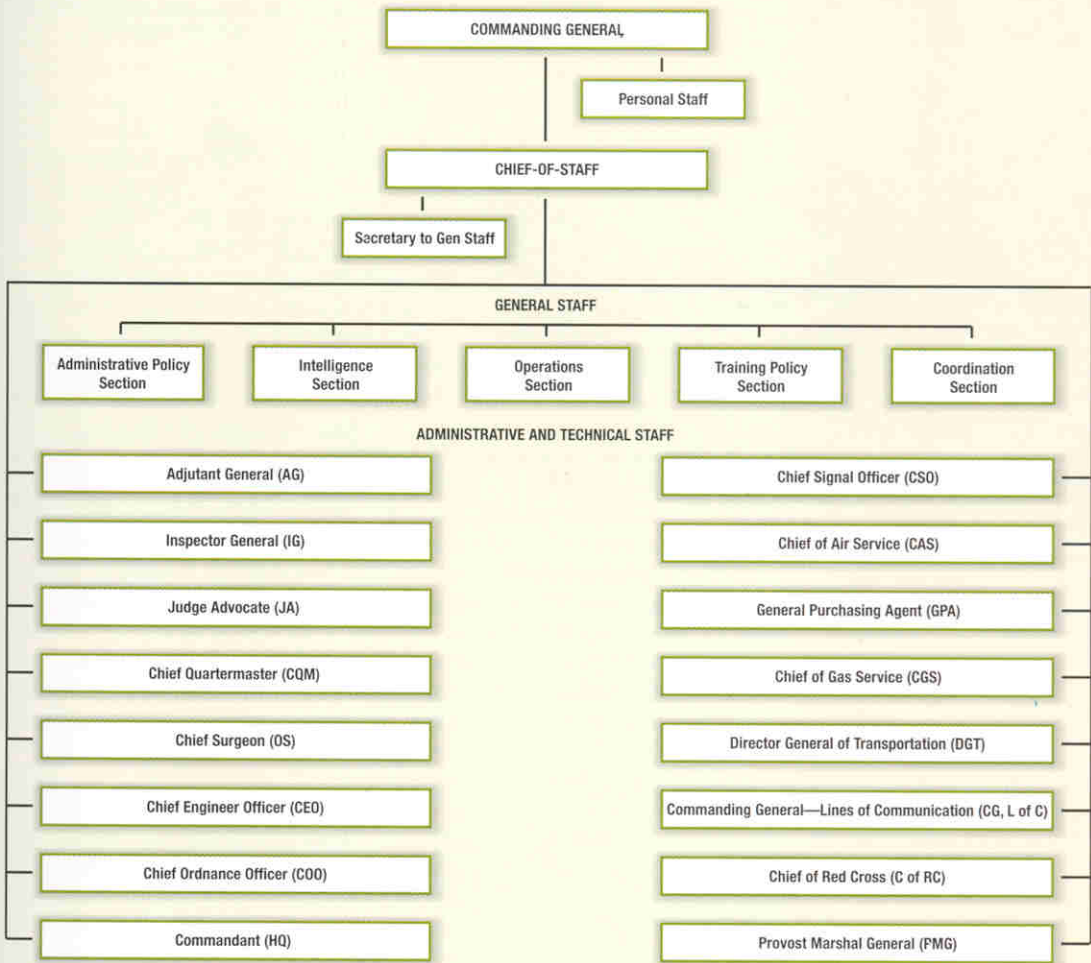 COMMANDING GENERAL
Personal Staff
CHIEF-OF-STAFF
Secretary to Gen Staff
GENERAL STAFF
Administrative Policy
Section
Intelligence
Section
Operations
Section
Training Policy
Section
Coordination
Section
ADMINISTRATIVE AND TECHNICAL STAFF
Adjutant General (AG)
Inspector General (IG)
Judge Advocate (JA)
Chief Quartermaster (CQM)
Chief Surgeon (OS)
Chief Engineer Officer (CEO)
Chief Ordnance Officer (COO)
Commandant (HQ)
Chief Signal Officer (CSO)
Chief of Air Service (CAS)
General Purchasing Agent (GPA)
Chief of Gas Service (CGS)
Director General of Transportation (DGT)
Commanding General—Lines of Communication (CG, L of C)
Chief of Red Cross (C of RC)
Provost Marshal General (PMG)